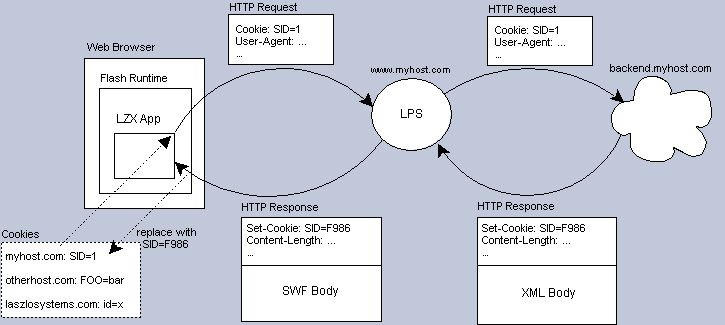 HTTP Request
Cookie: SID=1
User-Agent: ...
...
HTTP Request
Cookie: SID=1
User-Agent: ...
...
Web Browser
Flash Runtime
LZX App
www.myhost.com
LPS
backend.myhost.com
Cookies
myhost.com: SID=1
otherhost.com: FOO=bar
laszlosystems.com: id=x
replace with
SID=F986
HTTP Response
Set-Cookie: SID=F986
Content-Length: ...
...
SWF Body
HTTP Response
Set-Cookie: SID=F986
Content-Length: ...
...
XML Body